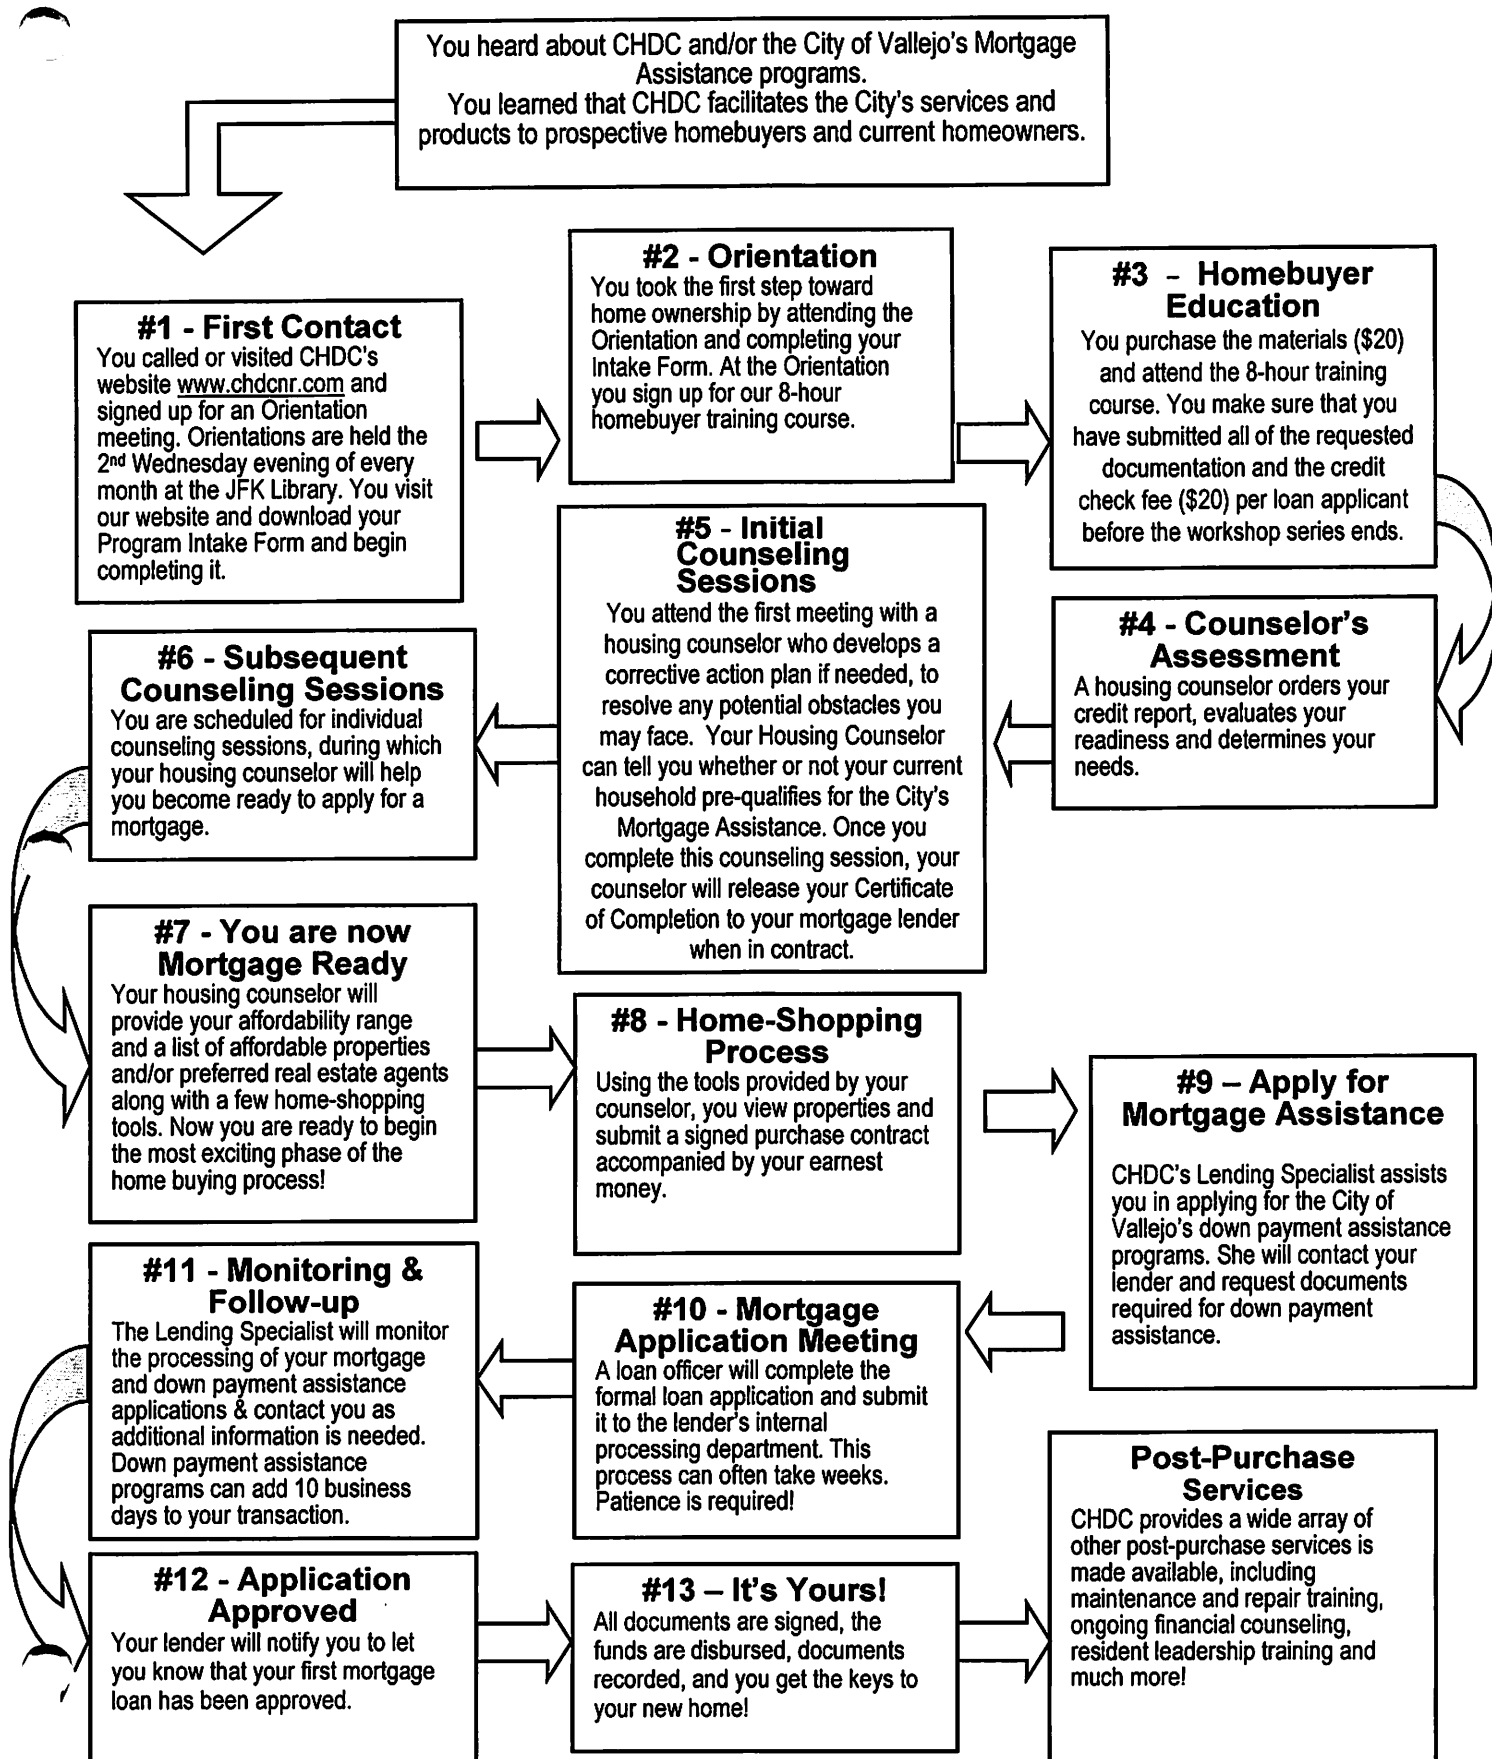 You heard about CHDC and/or the City of Vallejo's Mortgage
Assistance programs.
You learned that CHDC facilitates the City's services and
products to prospective homebuyers and current homeowners.
#1 - First Contact
You called or visited CHDC's
website www.chdcnr.com and
signed up for an Orientation
meeting. Orientations are held the
2nd Wednesday evening of every
month at the JFK Library. You visit
our website and download your
Program Intake Form and begin
completing it.
#2 - Orientation
You took the first step toward
home ownership by attending the
Orientation and completing your
Intake Form. At the Orientation
you sign up for our 8-hour
homebuyer training course.
#3 - Homebuyer
Education
You purchase the materials ($20)
and attend the 8-hour training
course. You make sure that you
have submitted all of the requested
documentation and the credit
check fee ($20) per loan applicant
before the workshop series ends.
#4 - Counselor's
Assessment
A housing counselor orders your
credit report, evaluates your
readiness and determines your
needs.
#5 - Initial
Counseling
Sessions
You attend the first meeting with a
housing counselor who develops a
corrective action plan if needed, to
resolve any potential obstacles you
may face. Your Housing Counselor
can tell you whether or not your current
household pre-qualifies for the City's
Mortgage Assistance. Once you
complete this counseling session, your
counselor will release your Certificate
of Completion to your mortgage lender
when in contract.
#6 - Subsequent
Counseling Sessions
You are scheduled for individual
counseling sessions, during which
your housing counselor will help
you become ready to apply for a
mortgage.
#7 - You are now
Mortgage Ready
Your housing counselor will
provide your affordability range
and a list of affordable properties
and/or preferred real estate agents
along with a few home-shopping
tools. Now you are ready to begin
the most exciting phase of the
home buying process!
#8 - Home-Shopping
Process
Using the tools provided by your
counselor, you view properties and
submit a signed purchase contract
accompanied by your earnest
money.
#9 – Apply for
Mortgage Assistance
CHDC's Lending Specialist assists
you in applying for the City of
Vallejo's down payment assistance
programs. She will contact your
lender and request documents
required for down payment
assistance.
#10 - Mortgage
Application Meeting
A loan officer will complete the
formal loan application and submit
it to the lender's internal
processing department. This
process can often take weeks.
Patience is required!
#11 - Monitoring &
Follow-up
The Lending Specialist will monitor
the processing of your mortgage
and down payment assistance
applications & contact you as
additional information is needed.
Down payment assistance
programs can add 10 business
days to your transaction.
#12 - Application
Approved
Your lender will notify you to let
you know that your first mortgage
loan has been approved.
#13 – It's Yours!
All documents are signed, the
funds are disbursed, documents
recorded, and you get the keys to
your new home!
Post-Purchase
Services
CHDC provides a wide array of
other post-purchase services is
made available, including
maintenance and repair training,
ongoing financial counseling,
resident leadership training and
much more!